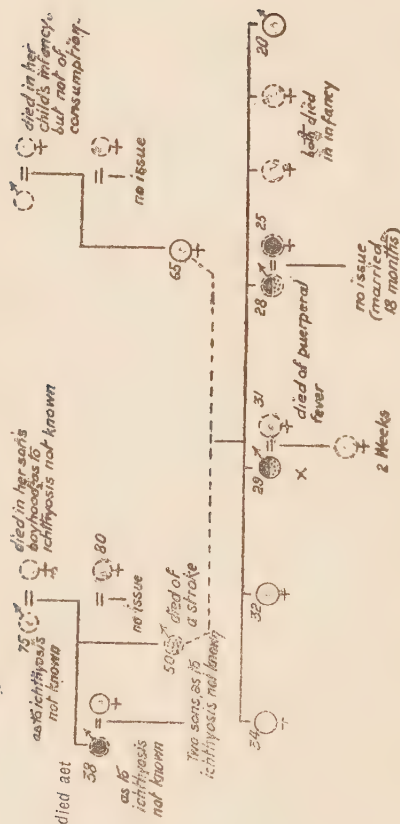 died in her
child's infancy,
but not of
consumption.
no issue
65
died in her son's
boyhood as to
ichthyosis not known
75
as to ichthyosis
not known
80
no issue
died aet
38
as to
ichthyosis
not known
50
died of
a stroke
Two sons, as to
ichthyosis not known
34
32
29
31
X
died of puerperal
fever
2 Weeks
28
25
no issue
(married
18 months)
both died
in infancy
20